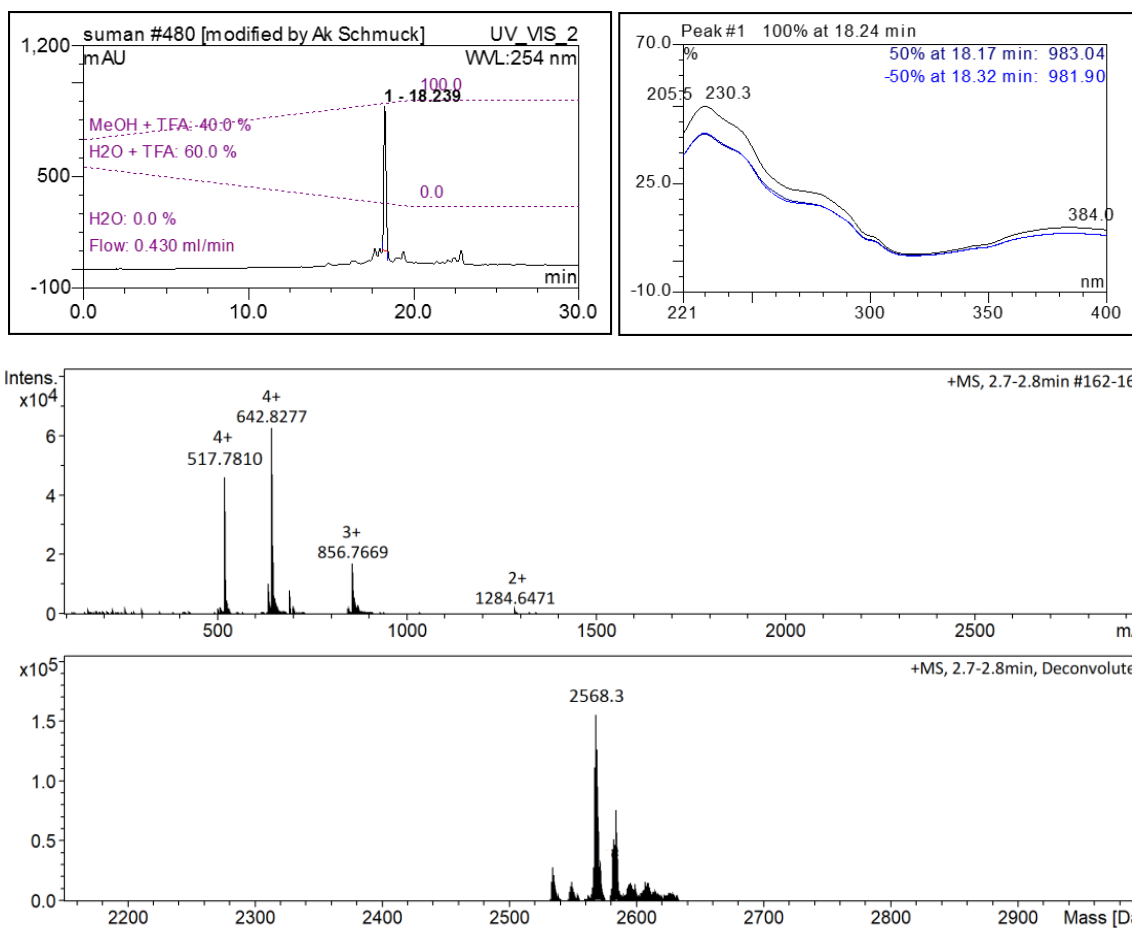 suman #480 [modified by Ak Schmuck] UV_VIS_2
1,200
mAU WVL:254 nm
100.0
1 - 18.239
MeOH + TFA: 40.0 %
H2O + TFA: 60.0 %
500
0.0
H2O: 0.0 %
Flow: 0.430 ml/min
min
-100
0.0 10.0 20.0 30.0
Peak #1 100% at 18.24 min
70.0
% 50% at 18.17 min: 983.04
-50% at 18.32 min: 981.90
205.5 230.3
25.0
384.0
nm
-10.0
221 300 350 400
Intens.
x10⁴
+MS, 2.7-2.8min #162-16
4+
642.8277
4+
517.7810
6
4
3+
856.7669
2
2+
1284.6471
0
500 1000 1500 2000 2500 m/
x10⁵
+MS, 2.7-2.8min, Deconvolute
2568.3
1.5
1.0
0.5
0.0
2200 2300 2400 2500 2600 2700 2800 2900 Mass [Da